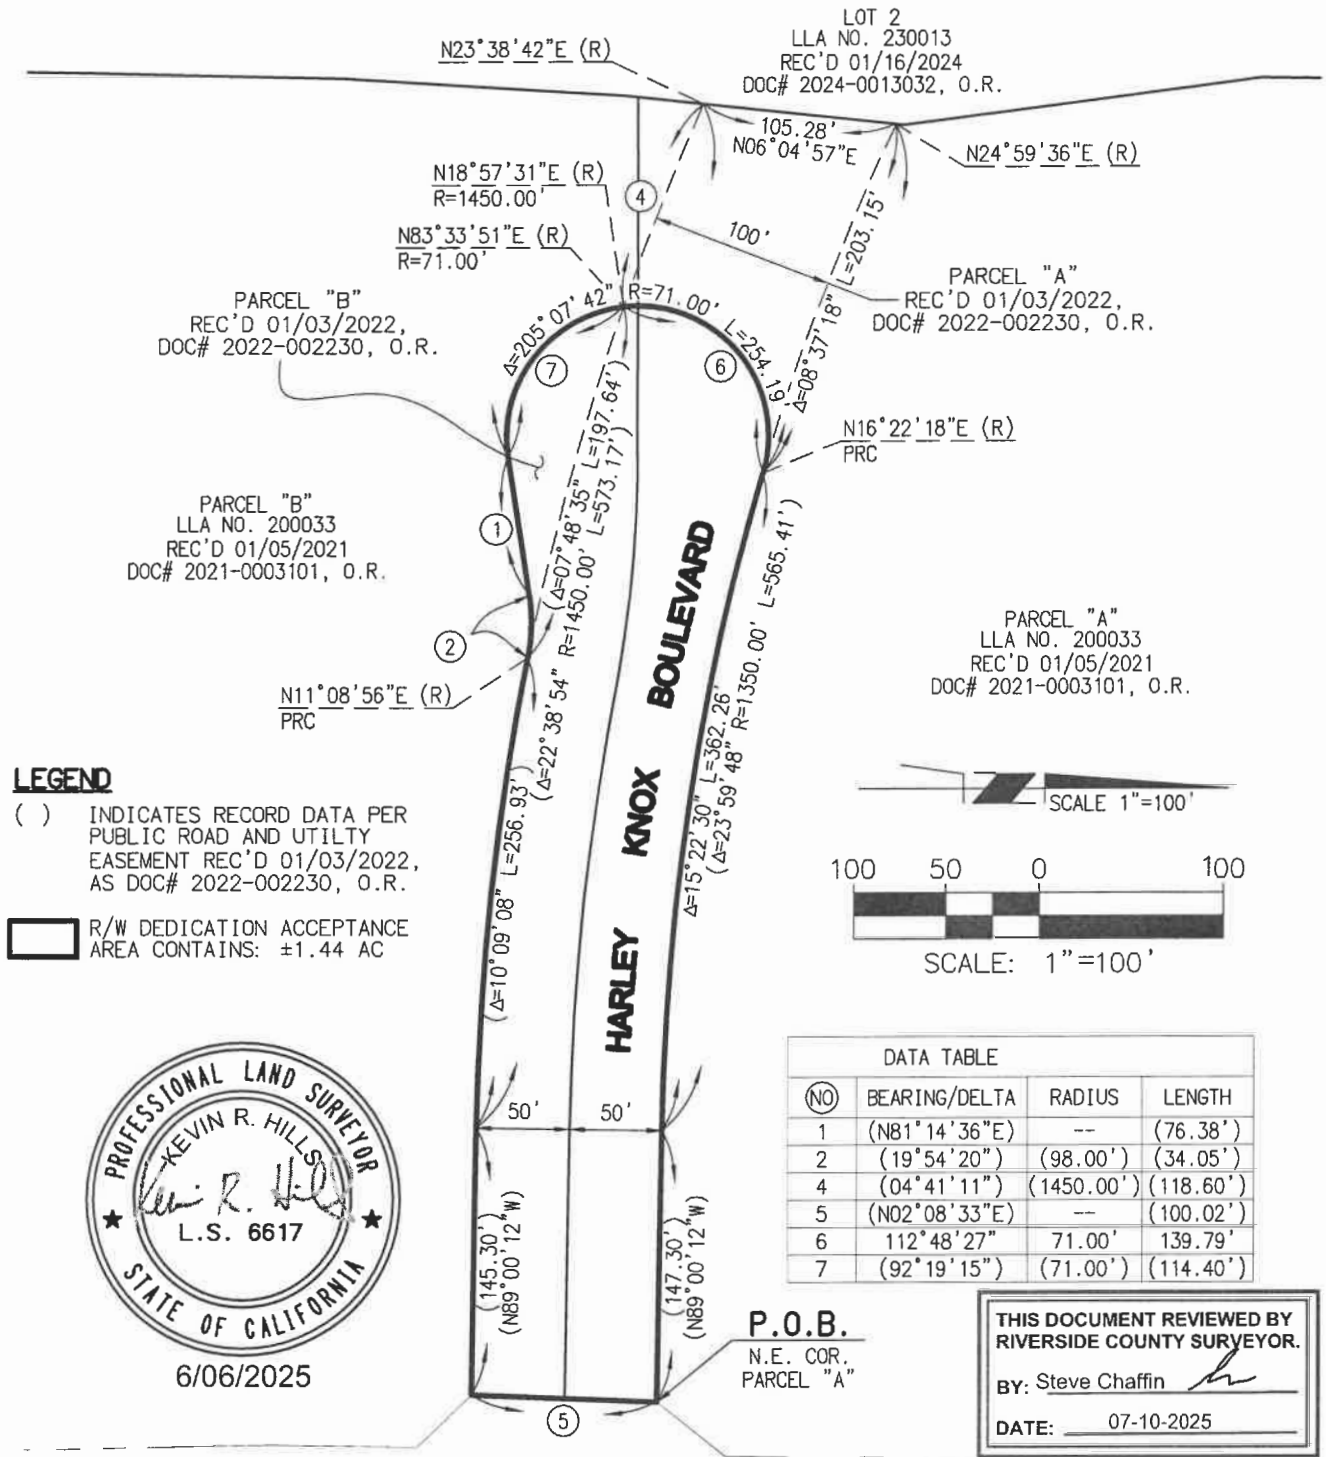 LOT 2
LLA NO. 230013
REC'D 01/16/2024
DOC# 2024-0013032, O.R.
N23°38'42"E (R)
105.28'
N06°04'57"E
N24°59'36"E (R)
N18°57'31"E (R)
R=1450.00'
4
N83°33'51"E (R)
R=71.00'
100'
Δ=08°37'18" L=203.15'
PARCEL "A"
REC'D 01/03/2022,
DOC# 2022-002230, O.R.
PARCEL "B"
REC'D 01/03/2022,
DOC# 2022-002230, O.R.
Δ=205°07'42" R=71.00' L=254.19'
7
6
N16°22'18"E (R)
PRC
PARCEL "B"
LLA NO. 200033
REC'D 01/05/2021
DOC# 2021-0003101, O.R.
1
(Δ=07°48'35" L=197.64')
(Δ=22°38'54" R=1450.00' L=573.17')
2
N11°08'56"E (R)
PRC
PARCEL "A"
LLA NO. 200033
REC'D 01/05/2021
DOC# 2021-0003101, O.R.
HARLEY KNOX BOULEVARD
Δ=15°22'30" L=362.26'
(Δ=23°59'48" R=1350.00' L=565.41')
(Δ=10°09'08" L=256.93')
LEGEND
( ) INDICATES RECORD DATA PER
PUBLIC ROAD AND UTILTY
EASEMENT REC'D 01/03/2022,
AS DOC# 2022-002230, O.R.
R/W DEDICATION ACCEPTANCE
AREA CONTAINS: ±1.44 AC
SCALE 1"=100'
100 50 0 100
SCALE: 1"=100'
50' 50'
(145.30')
(N89°00'12"W)
(147.30')
(N89°00'12"W)
5
P.O.B.
N.E. COR.
PARCEL "A"
PROFESSIONAL LAND SURVEYOR
KEVIN R. HILLS
Kevin R. Hills
L.S. 6617
STATE OF CALIFORNIA
6/06/2025
DATA TABLE
NO BEARING/DELTA RADIUS LENGTH
1 (N81°14'36"E) -- (76.38')
2 (19°54'20") (98.00') (34.05')
4 (04°41'11") (1450.00') (118.60')
5 (N02°08'33"E) -- (100.02')
6 112°48'27" 71.00' 139.79'
7 (92°19'15") (71.00') (114.40')
THIS DOCUMENT REVIEWED BY
RIVERSIDE COUNTY SURVEYOR.
BY: Steve Chaffin
DATE: 07-10-2025